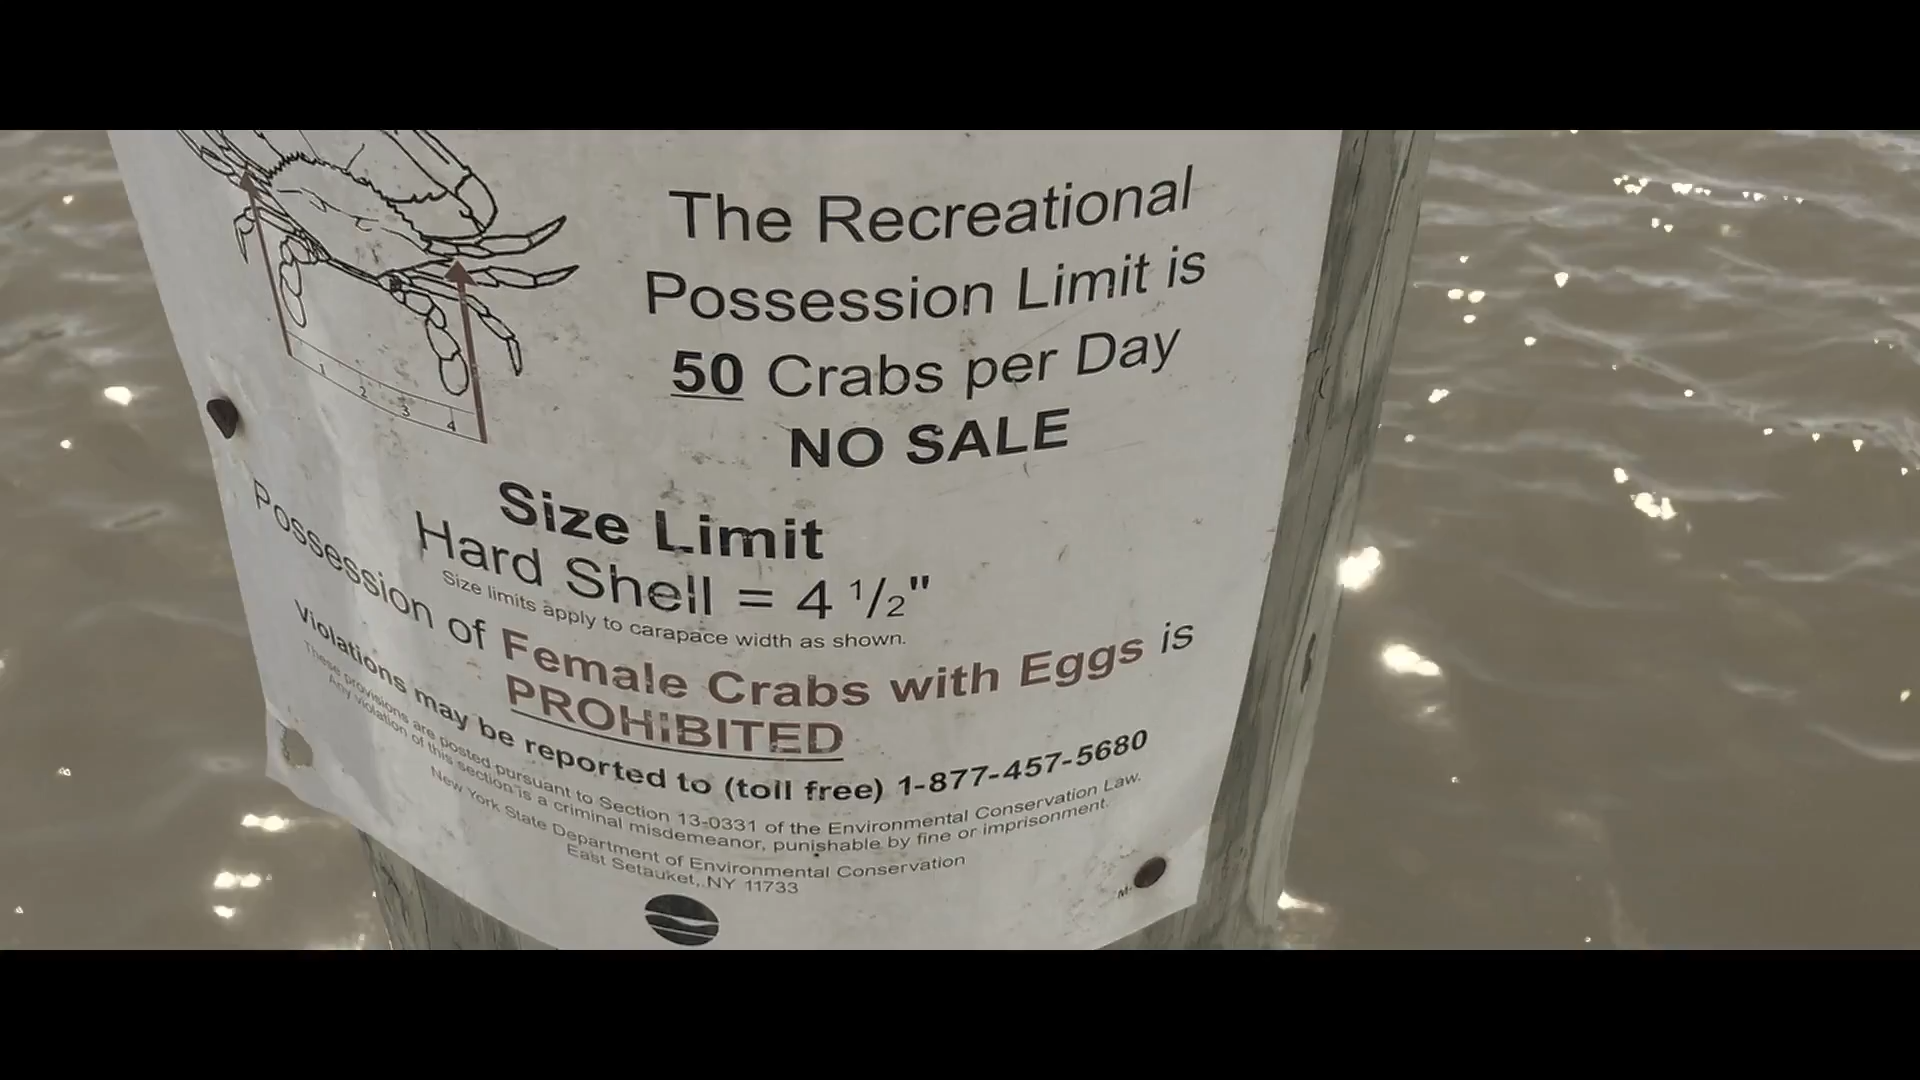 The Recreational
Possession Limit is
50 Crabs per Day
NO SALE
1 2 3 4
Size Limit
Hard Shell = 4 1/2"
Size limits apply to carapace width as shown.
Possession of Female Crabs with Eggs is
PROHIBITED
Violations may be reported to (toll free) 1-877-457-5680
These provisions are posted pursuant to Section 13-0331 of the Environmental Conservation Law.
Any violation of this section is a criminal misdemeanor, punishable by fine or imprisonment.
New York State Department of Environmental Conservation
East Setauket, NY 11733